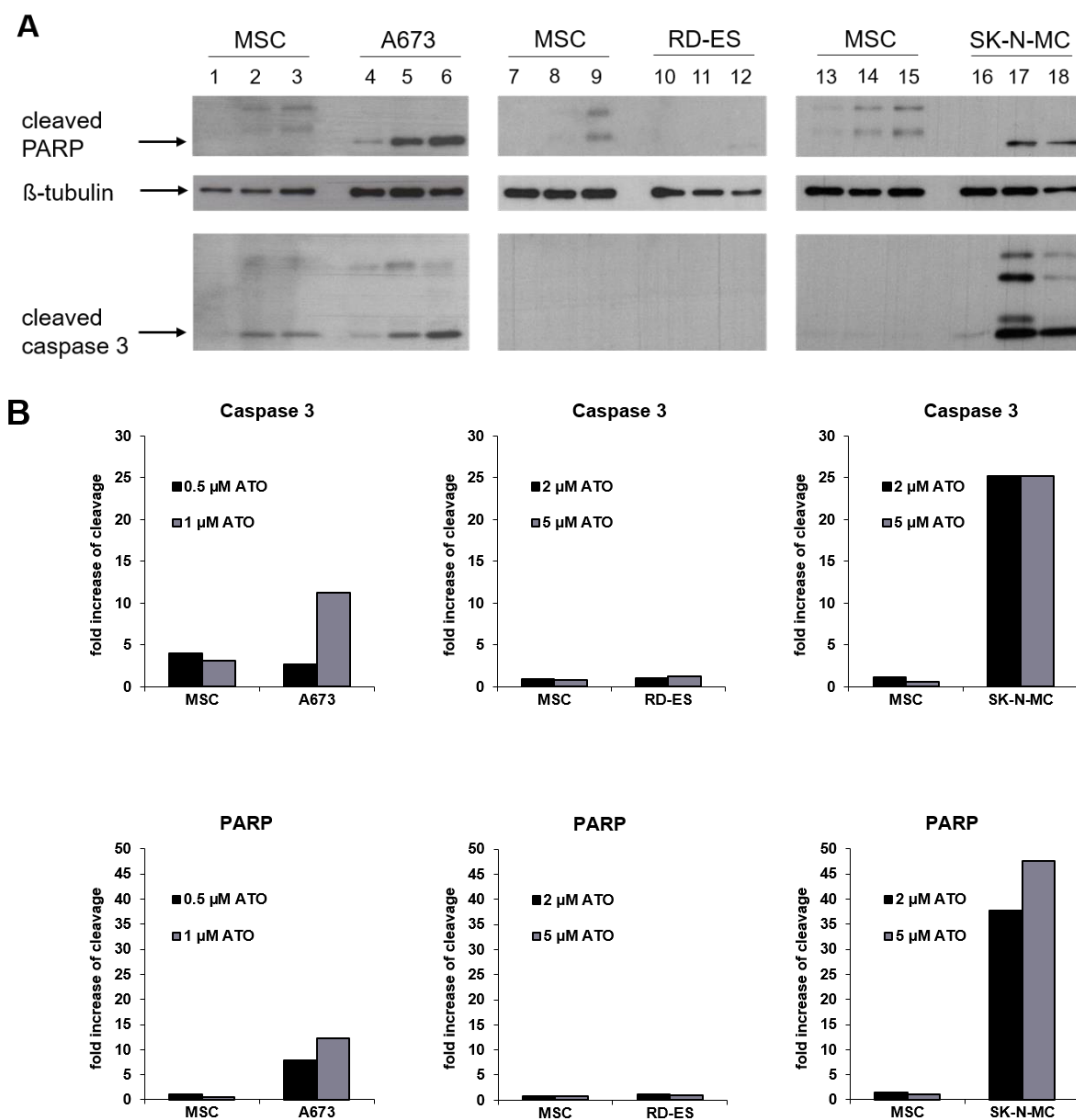 A
MSC A673 MSC RD-ES MSC SK-N-MC
1 2 3 4 5 6 7 8 9 10 11 12 13 14 15 16 17 18
cleaved
PARP
ß-tubulin
cleaved
caspase 3
B
Caspase 3
fold increase of cleavage
30
25
20
15
10
5
0
0.5 µM ATO
1 µM ATO
MSC A673
Caspase 3
fold increase of cleavage
30
25
20
15
10
5
0
2 µM ATO
5 µM ATO
MSC RD-ES
Caspase 3
fold increase of cleavage
30
25
20
15
10
5
0
2 µM ATO
5 µM ATO
MSC SK-N-MC
PARP
fold increase of cleavage
50
45
40
35
30
25
20
15
10
5
0
0.5 µM ATO
1 µM ATO
MSC A673
PARP
fold increase of cleavage
50
45
40
35
30
25
20
15
10
5
0
2 µM ATO
5 µM ATO
MSC RD-ES
PARP
fold increase of cleavage
50
45
40
35
30
25
20
15
10
5
0
2 µM ATO
5 µM ATO
MSC SK-N-MC